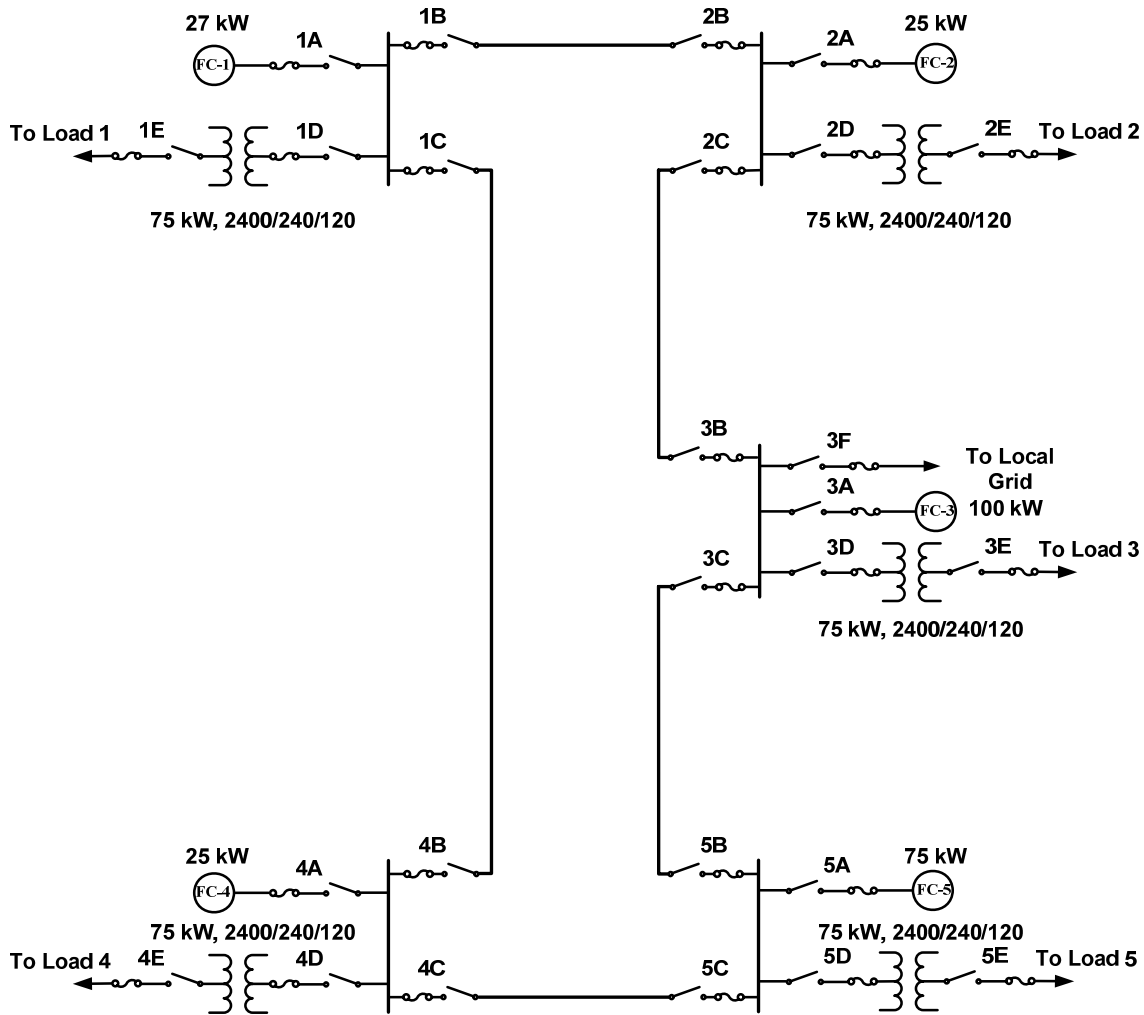 27 kW
1A
1B
2B
2A
25 kW
FC-1
FC-2
To Load 1
1E
1D
1C
2C
2D
2E
To Load 2
75 kW, 2400/240/120
75 kW, 2400/240/120
3B
3F
To Local
Grid
100 kW
3A
FC-3
3C
3D
3E
To Load 3
75 kW, 2400/240/120
25 kW
4A
4B
5B
5A
75 kW
FC-4
FC-5
75 kW, 2400/240/120
75 kW, 2400/240/120
To Load 4
4E
4D
4C
5C
5D
5E
To Load 5